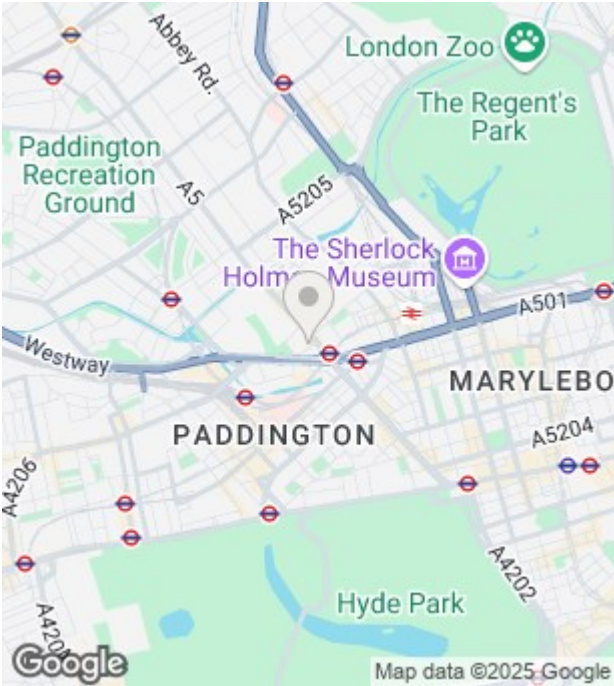 Abbey Rd.
London Zoo
The Regent's
Park
Paddington
Recreation
Ground
A5
A5205
The Sherlock
Holmes Museum
A501
Westway
MARYLEBO
PADDINGTON
A5204
A4206
A4202
Hyde Park
Google
Map data ©2025 Google